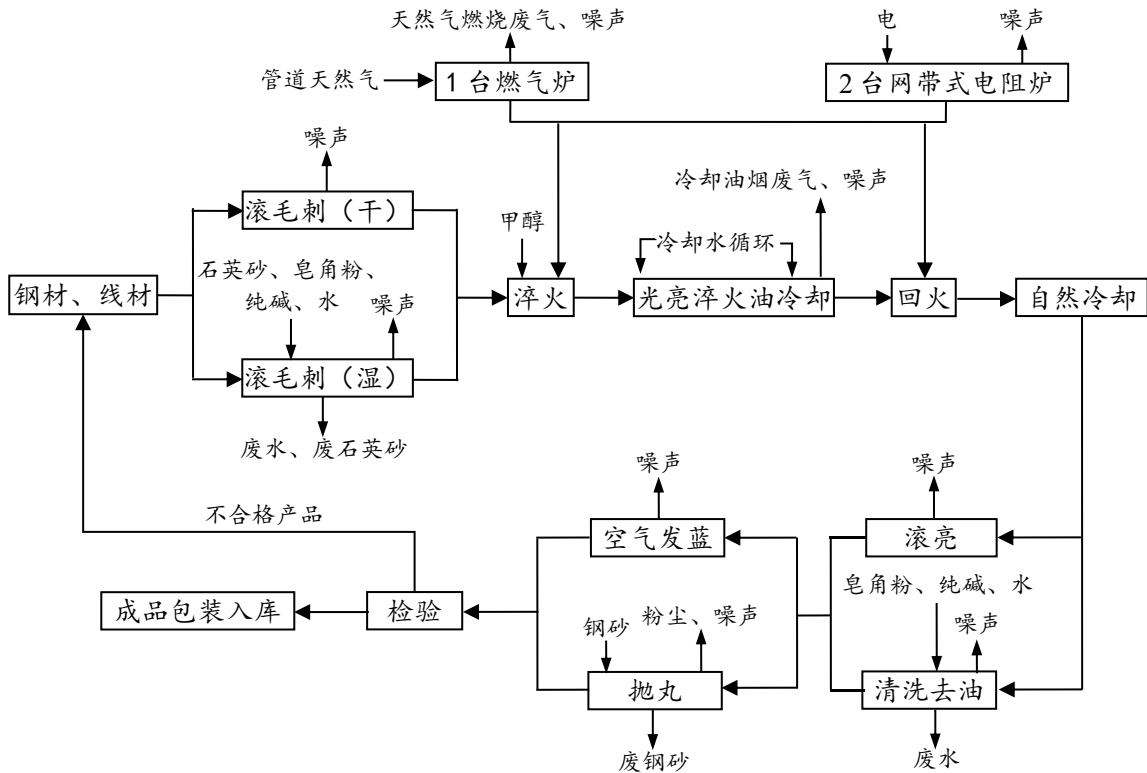 天然气燃烧废气、噪声
电
噪声
管道天然气
1台燃气炉
2台网带式电阻炉
噪声
冷却油烟废气、噪声
滚毛刺（干）
甲醇
冷却水循环
石英砂、皂角粉、
纯碱、水
噪声
钢材、线材
淬火
光亮淬火油冷却
回火
自然冷却
滚毛刺（湿）
废水、废石英砂
噪声
噪声
不合格产品
空气发蓝
滚亮
皂角粉、纯碱、水
成品包装入库
检验
钢砂
粉尘、噪声
噪声
抛丸
清洗去油
废钢砂
废水